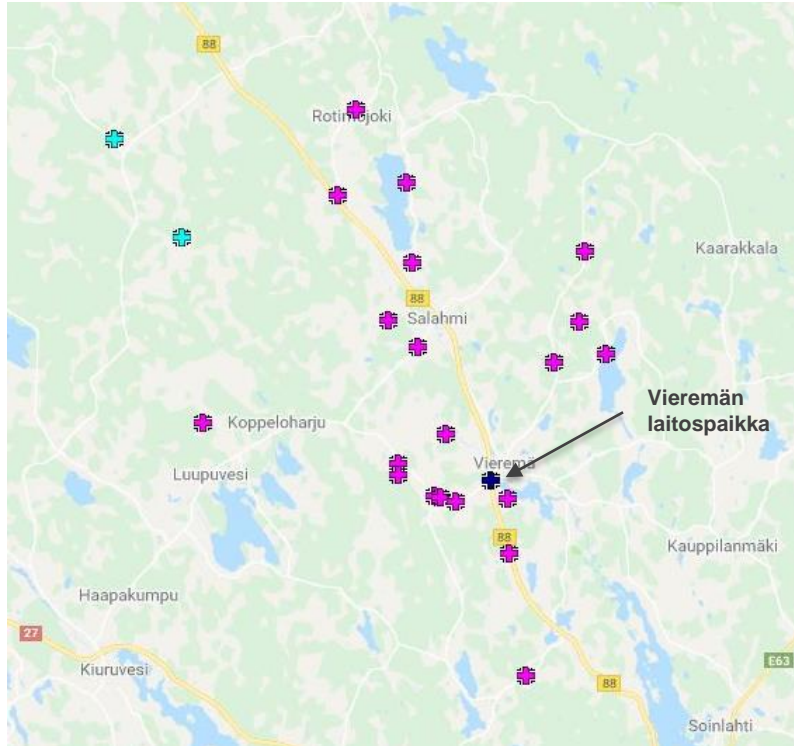 88
Rotimojoki
Kaarakkala
88
Salahmi
Vieremän
laitospaikka
Koppeloharju
Vieremä
Luupuvesi
88
Kauppilanmäki
Haapakumpu
27
E63
Kiuruvesi
88
Soinlahti